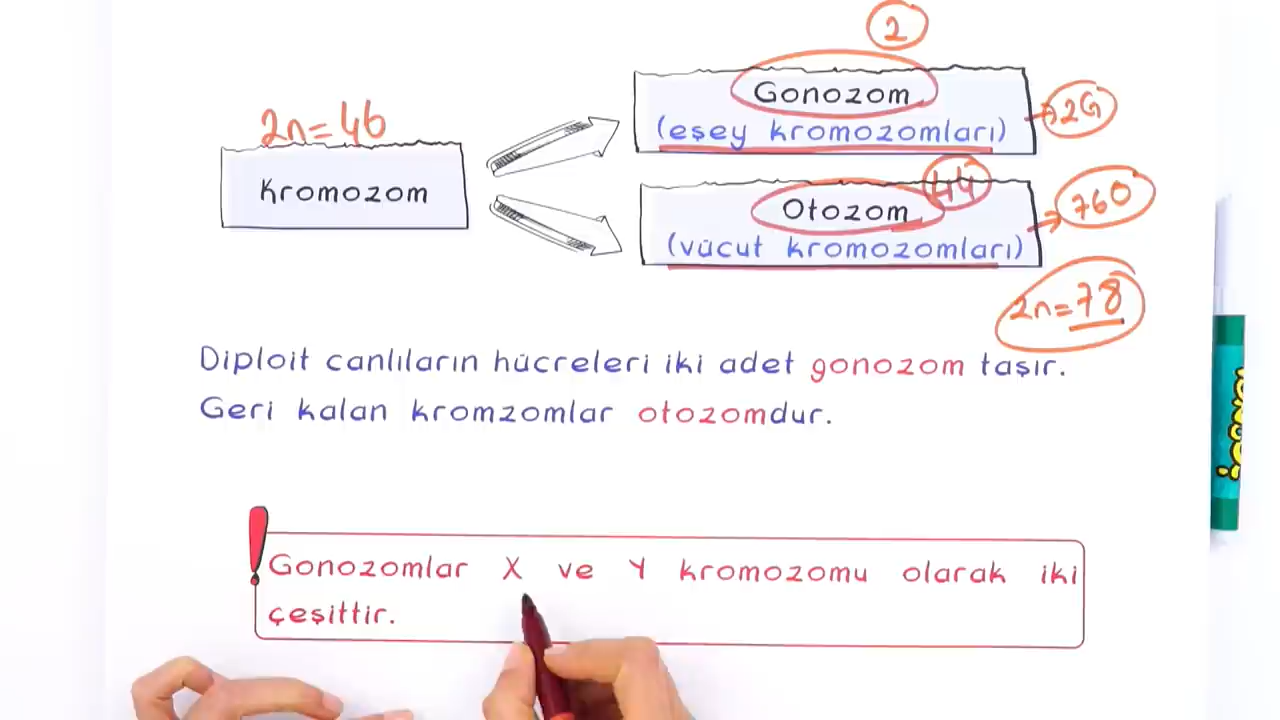 2
2n=46
Gonozom
(eşey kromozomları)
→2G
Kromozom
44
Otozom
(vücut kromozomları)
→76O
2n=78
Diploit canlıların hücreleri iki adet gonozom taşır.
Geri kalan kromzomlar otozomdur.
! Gonozomlar X ve Y kromozomu olarak iki
çeşittir.